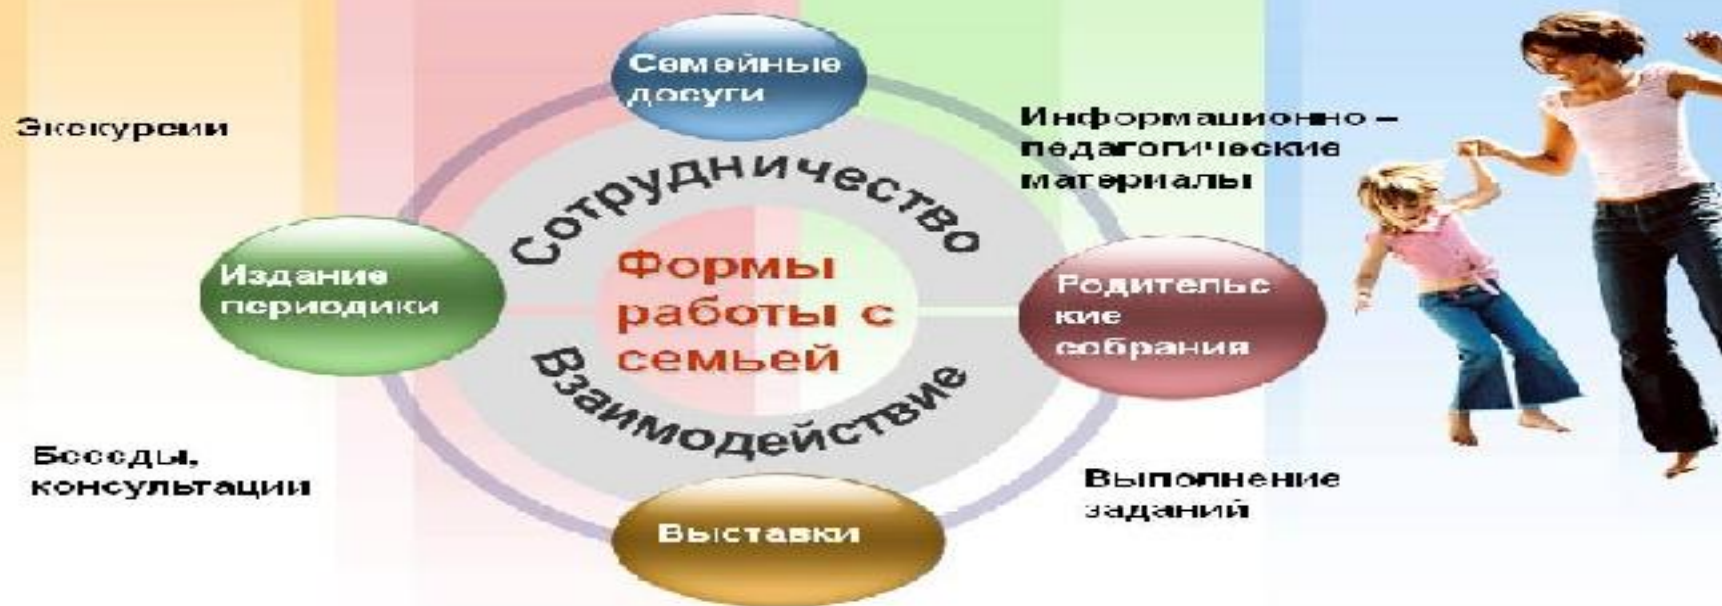 Семейные
досуги
Экскурсии
Информационно –
педагогические
материалы
Сотрудничество
Издание
периодики
Формы
работы с
семьей
Родительс
кие
собрания
Взаимодействие
Беседы,
консультации
Выполнение
заданий
Выставки